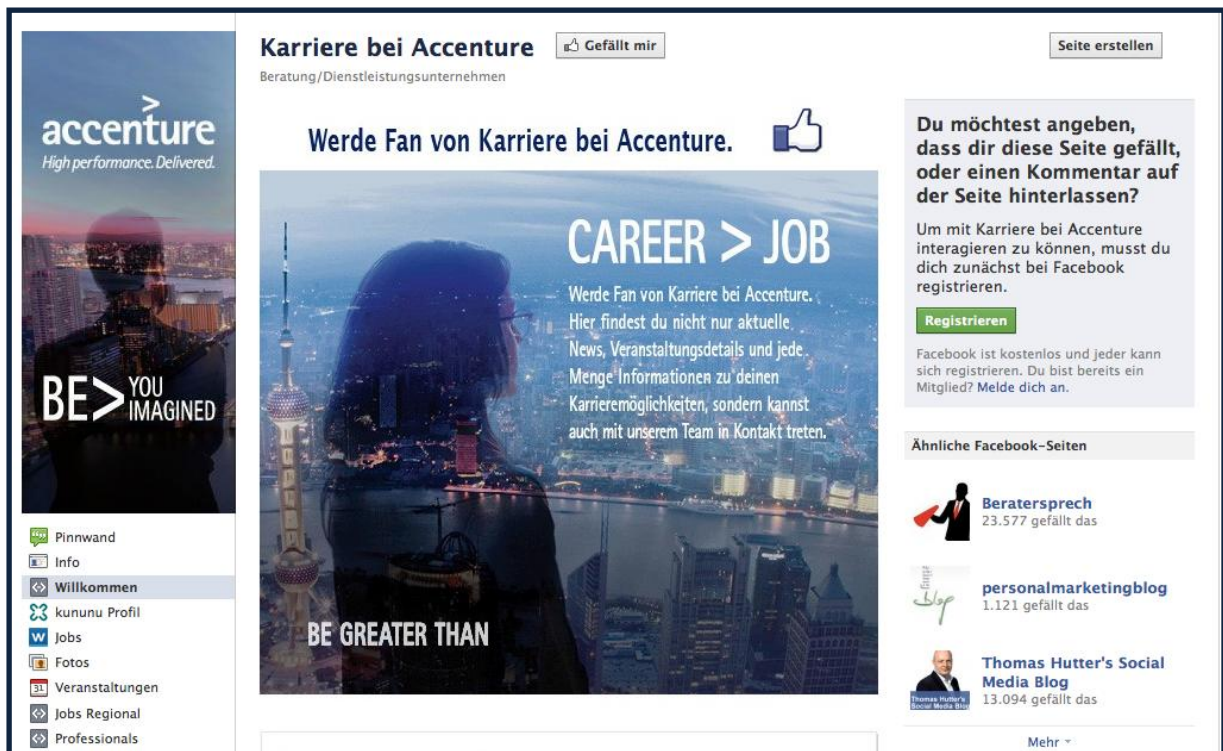 accenture
High performance. Delivered.
BE> YOU
IMAGINED
Pinnwand
Info
Willkommen
kununu Profil
Jobs
Fotos
31 Veranstaltungen
Jobs Regional
Professionals
Karriere bei Accenture
Gefällt mir
Beratung/Dienstleistungsunternehmen
Werde Fan von Karriere bei Accenture.
CAREER > JOB
Werde Fan von Karriere bei Accenture.
Hier findest du nicht nur aktuelle
News, Veranstaltungsdetails und jede
Menge Informationen zu deinen
Karrieremöglichkeiten, sondern kannst
auch mit unserem Team in Kontakt treten.
BE GREATER THAN
Seite erstellen
Du möchtest angeben,
dass dir diese Seite gefällt,
oder einen Kommentar auf
der Seite hinterlassen?
Um mit Karriere bei Accenture
interagieren zu können, musst du
dich zunächst bei Facebook
registrieren.
Registrieren
Facebook ist kostenlos und jeder kann
sich registrieren. Du bist bereits ein
Mitglied? Melde dich an.
Ähnliche Facebook-Seiten
Beratersprech
23.577 gefällt das
blog
personalmarketingblog
1.121 gefällt das
Thomas Hutter's
Social Media Blog
Thomas Hutter's Social
Media Blog
13.094 gefällt das
Mehr